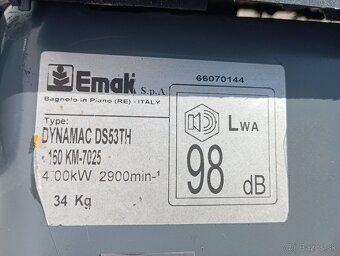 Emak S.p.A
66070144
Bagnolo in Piano (RE) - ITALY
Type:
DYNAMAC DS53TH
160 KM-7025
4.00kW 2900min-¹
34 Kg
LWA
98 dB